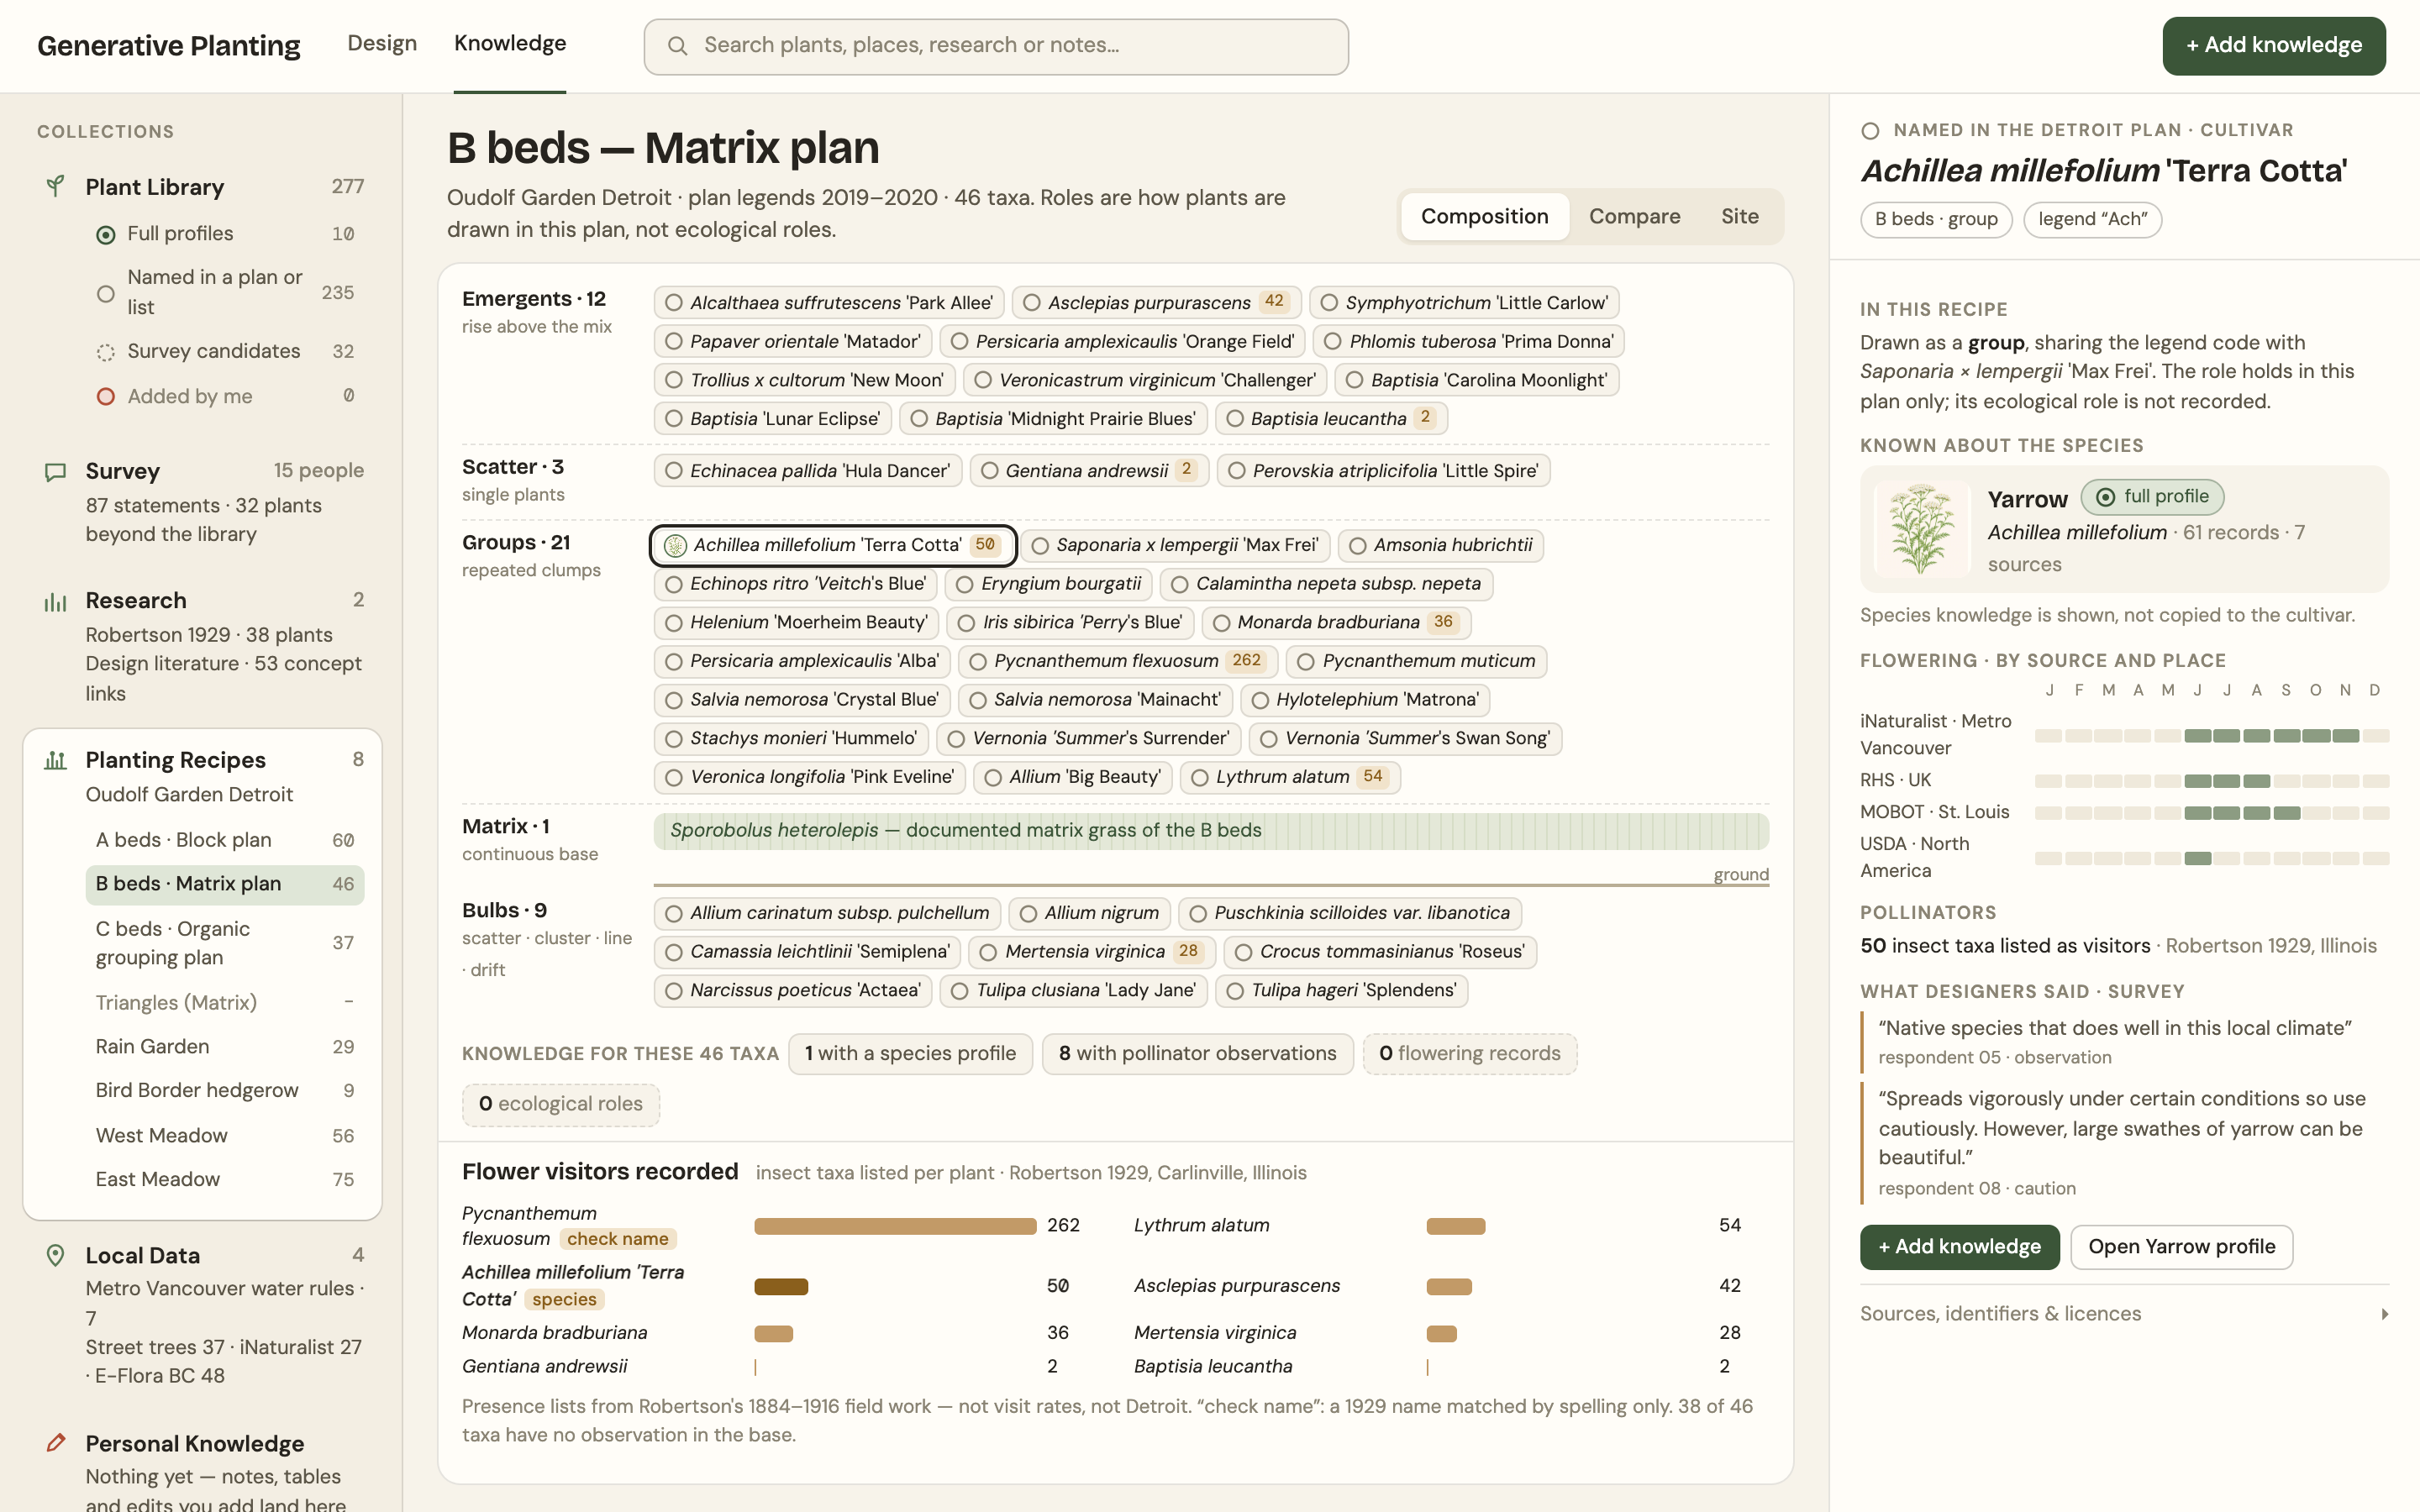 Generative Planting
Design
Knowledge
Search plants, places, research or notes…
+ Add knowledge
COLLECTIONS
Plant Library 277
Full profiles 10
Named in a plan or
list 235
Survey candidates 32
Added by me 0
Survey 15 people
87 statements · 32 plants
beyond the library
Research 2
Robertson 1929 · 38 plants
Design literature · 53 concept
links
Planting Recipes 8
Oudolf Garden Detroit
A beds · Block plan 60
B beds · Matrix plan 46
C beds · Organic
grouping plan 37
Triangles (Matrix) –
Rain Garden 29
Bird Border hedgerow 9
West Meadow 56
East Meadow 75
Local Data 4
Metro Vancouver water rules ·
7
Street trees 37 · iNaturalist 27
· E-Flora BC 48
Personal Knowledge
Nothing yet — notes, tables
and edits you add land here
B beds — Matrix plan
Oudolf Garden Detroit · plan legends 2019–2020 · 46 taxa. Roles are how plants are
drawn in this plan, not ecological roles.
Composition Compare Site
Emergents · 12
rise above the mix
Alcalthaea suffrutescens 'Park Allee' Asclepias purpurascens 42 Symphyotrichum 'Little Carlow'
Papaver orientale 'Matador' Persicaria amplexicaulis 'Orange Field' Phlomis tuberosa 'Prima Donna'
Trollius x cultorum 'New Moon' Veronicastrum virginicum 'Challenger' Baptisia 'Carolina Moonlight'
Baptisia 'Lunar Eclipse' Baptisia 'Midnight Prairie Blues' Baptisia leucantha 2
Scatter · 3
single plants
Echinacea pallida 'Hula Dancer' Gentiana andrewsii 2 Perovskia atriplicifolia 'Little Spire'
Groups · 21
repeated clumps
Achillea millefolium 'Terra Cotta' 50 Saponaria x lempergii 'Max Frei' Amsonia hubrichtii
Echinops ritro 'Veitch's Blue' Eryngium bourgatii Calamintha nepeta subsp. nepeta
Helenium 'Moerheim Beauty' Iris sibirica 'Perry's Blue' Monarda bradburiana 36
Persicaria amplexicaulis 'Alba' Pycnanthemum flexuosum 262 Pycnanthemum muticum
Salvia nemorosa 'Crystal Blue' Salvia nemorosa 'Mainacht' Hylotelephium 'Matrona'
Stachys monieri 'Hummelo' Vernonia 'Summer's Surrender' Vernonia 'Summer's Swan Song'
Veronica longifolia 'Pink Eveline' Allium 'Big Beauty' Lythrum alatum 54
Matrix · 1
continuous base
Sporobolus heterolepis — documented matrix grass of the B beds
ground
Bulbs · 9
scatter · cluster · line
· drift
Allium carinatum subsp. pulchellum Allium nigrum Puschkinia scilloides var. libanotica
Camassia leichtlinii 'Semiplena' Mertensia virginica 28 Crocus tommasinianus 'Roseus'
Narcissus poeticus 'Actaea' Tulipa clusiana 'Lady Jane' Tulipa hageri 'Splendens'
KNOWLEDGE FOR THESE 46 TAXA 1 with a species profile 8 with pollinator observations 0 flowering records
0 ecological roles
Flower visitors recorded insect taxa listed per plant · Robertson 1929, Carlinville, Illinois
Pycnanthemum
flexuosum check name 262
Lythrum alatum 54
Achillea millefolium 'Terra
Cotta' species 50
Asclepias purpurascens 42
Monarda bradburiana 36
Mertensia virginica 28
Gentiana andrewsii 2
Baptisia leucantha 2
Presence lists from Robertson's 1884–1916 field work — not visit rates, not Detroit. “check name”: a 1929 name matched by spelling only. 38 of 46
taxa have no observation in the base.
NAMED IN THE DETROIT PLAN · CULTIVAR
Achillea millefolium 'Terra Cotta'
B beds · group legend “Ach”
IN THIS RECIPE
Drawn as a group, sharing the legend code with
Saponaria × lempergii 'Max Frei'. The role holds in this
plan only; its ecological role is not recorded.
KNOWN ABOUT THE SPECIES
Yarrow full profile
Achillea millefolium · 61 records · 7
sources
Species knowledge is shown, not copied to the cultivar.
FLOWERING · BY SOURCE AND PLACE
J F M A M J J A S O N D
iNaturalist · Metro
Vancouver
RHS · UK
MOBOT · St. Louis
USDA · North
America
POLLINATORS
50 insect taxa listed as visitors · Robertson 1929, Illinois
WHAT DESIGNERS SAID · SURVEY
“Native species that does well in this local climate”
respondent 05 · observation
“Spreads vigorously under certain conditions so use
cautiously. However, large swathes of yarrow can be
beautiful.”
respondent 08 · caution
+ Add knowledge Open Yarrow profile
Sources, identifiers & licences